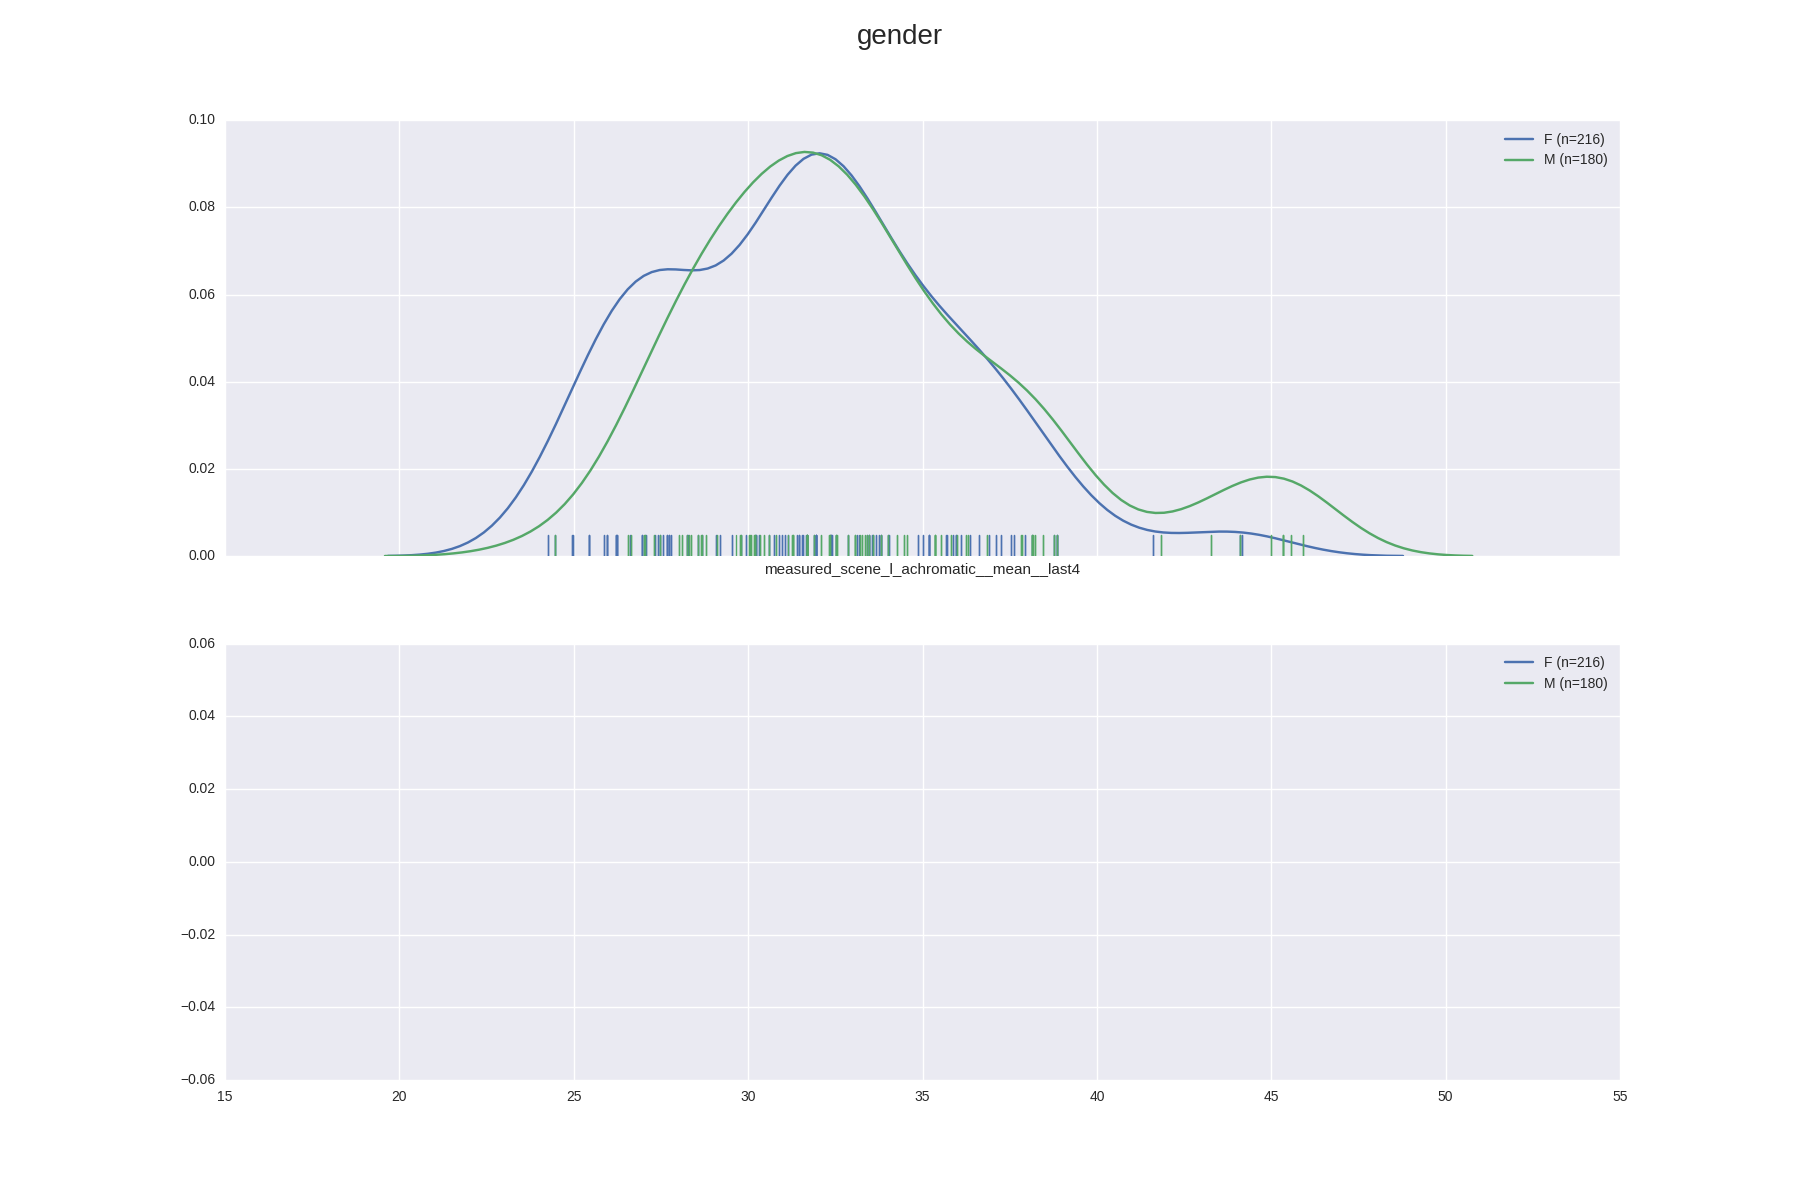 gender
0.10
0.08
0.06
0.04
0.02
0.00
F (n=216)
M (n=180)
measured_scene_l_achromatic__mean__last4
0.06
0.04
0.02
0.00
−0.02
−0.04
−0.06
F (n=216)
M (n=180)
15 20 25 30 35 40 45 50 55